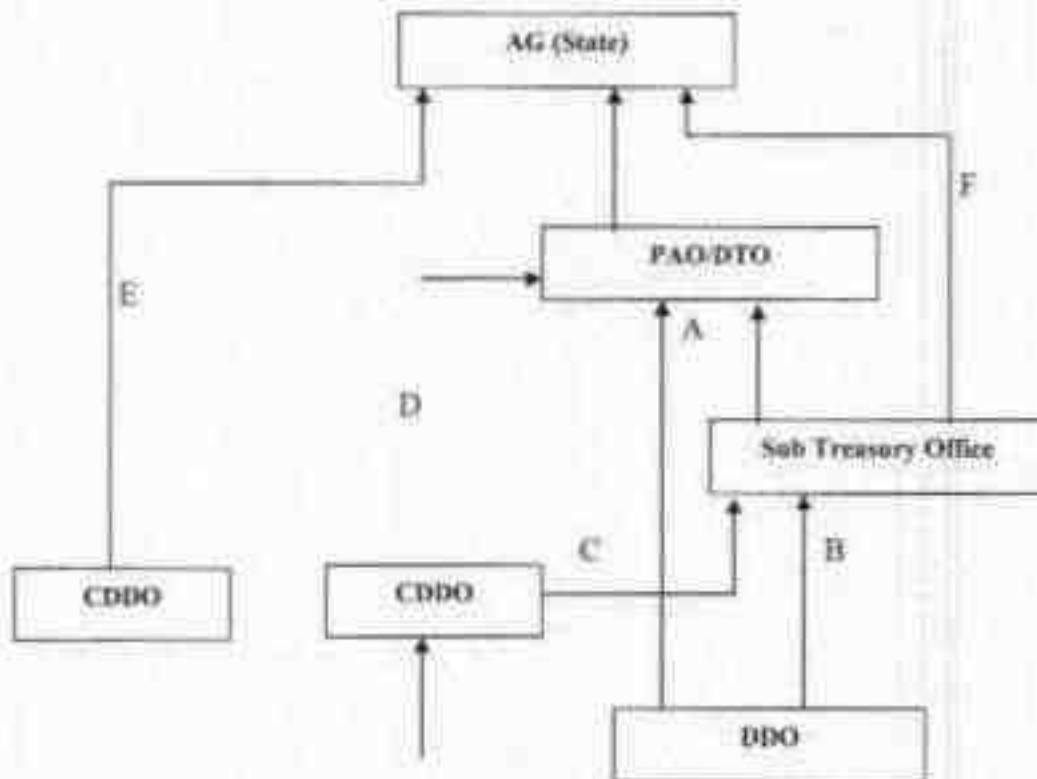 AG (State)
F
PAO/DTO
E
A
D
Sub Treasury Office
C
B
CDDO
CDDO
DDO